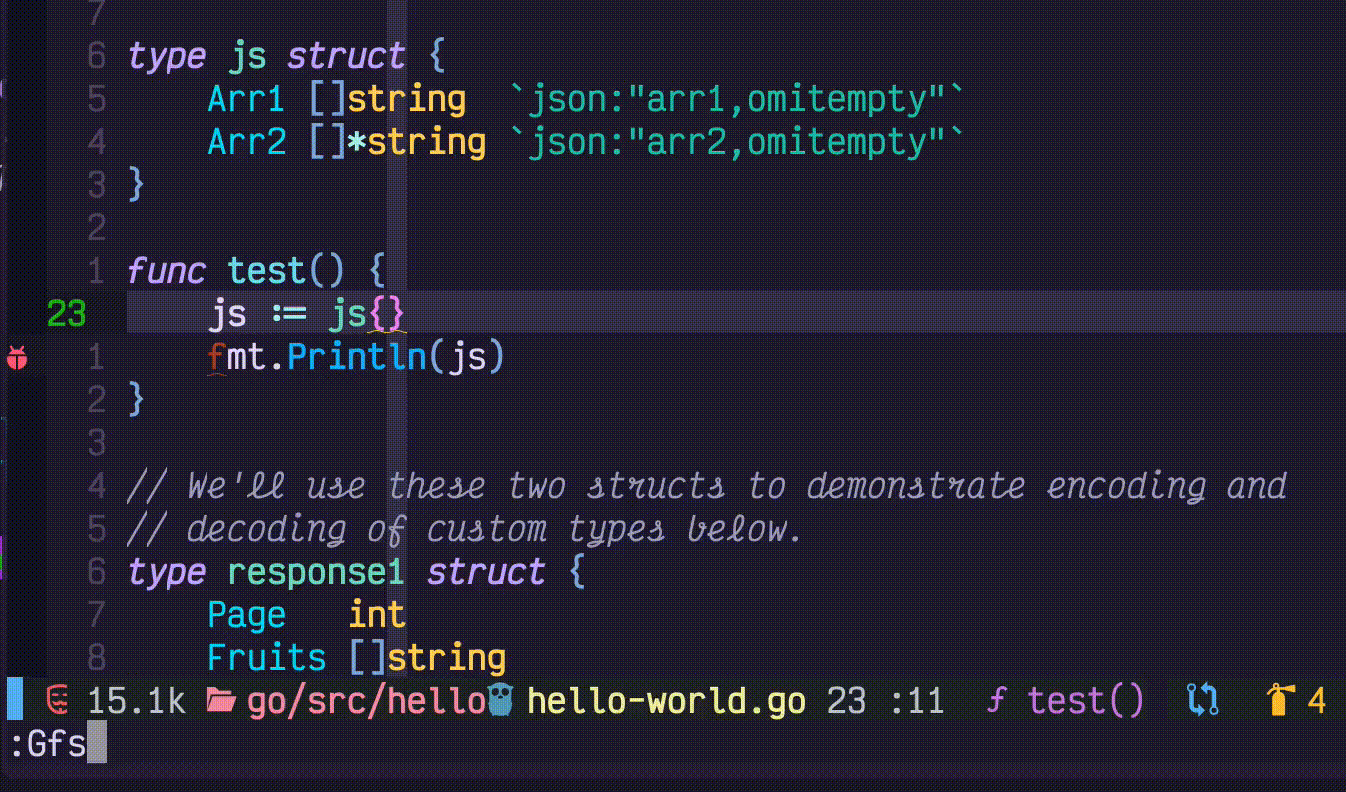 7
6 type js struct {
5     Arr1 []string  `json:"arr1,omitempty"`
4     Arr2 []*string `json:"arr2,omitempty"`
3 }
2
1 func test() {
23     js := js{}
1     fmt.Println(js)
2 }
3
4 // We'll use these two structs to demonstrate encoding and
5 // decoding of custom types below.
6 type response1 struct {
7     Page   int
8     Fruits []string
15.1k go/src/hello hello-world.go 23 :11 f test() 4
:Gfs